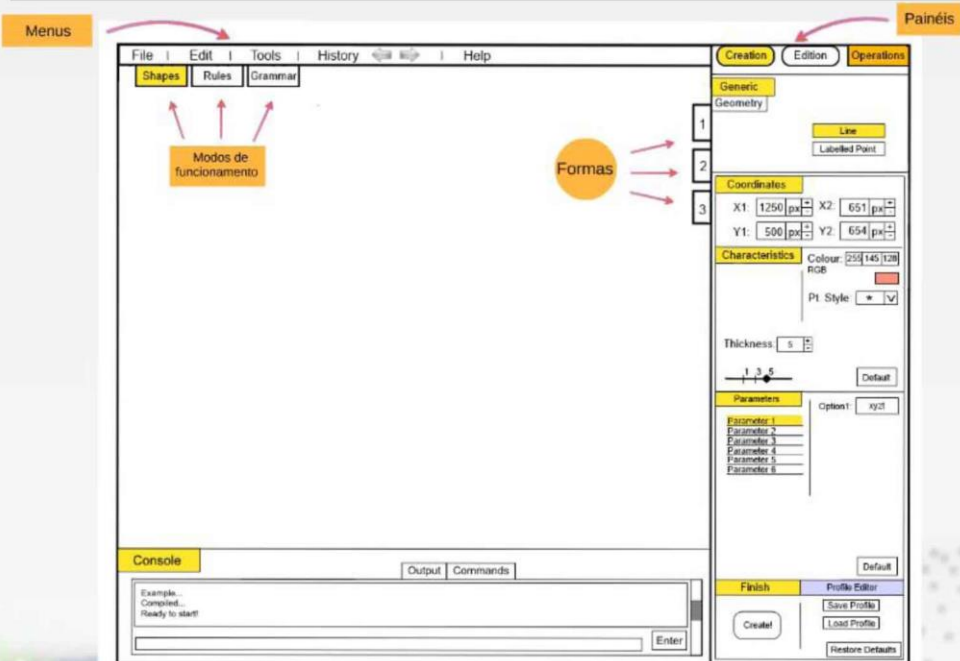 Menus
Painéis
File | Edit | Tools | History | Help
Shapes Rules Grammar
Modos de
funcionamento
Formas
1
2
3
Creation Edition Operations
Generic
Geometry
Line
Labelled Point
Coordinates
X1: 1250 px X2: 651 px
Y1: 500 px Y2: 654 px
Characteristics
Colour: 255 145 128
RGB
Pt. Style: *
Thickness: 5
1 3 5
Default
Parameters
Option1: xyzt
Parameter 1
Parameter 2
Parameter 3
Parameter 4
Parameter 5
Parameter 6
Default
Console
Output Commands
Example...
Compiled...
Ready to start!
Enter
Finish
Profile Editor
Create!
Save Profile
Load Profile
Restore Defaults